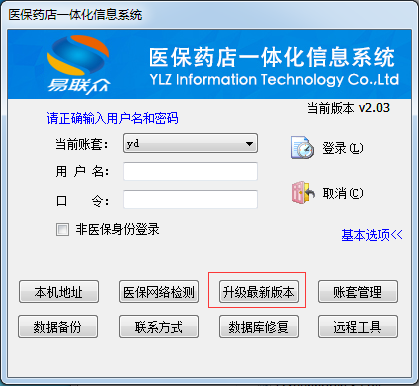 医保药店一体化信息系统
易联众
医保药店一体化信息系统
YLZ Information Technology Co.,Ltd
当前版本 v2.03
请正确输入用户名和密码
当前账套: yd
登录(L)
用 户 名:
取消(C)
口 令:
非医保身份登录
基本选项<<
本机地址 医保网络检测 升级最新版本 账套管理
数据备份 联系方式 数据库修复 远程工具